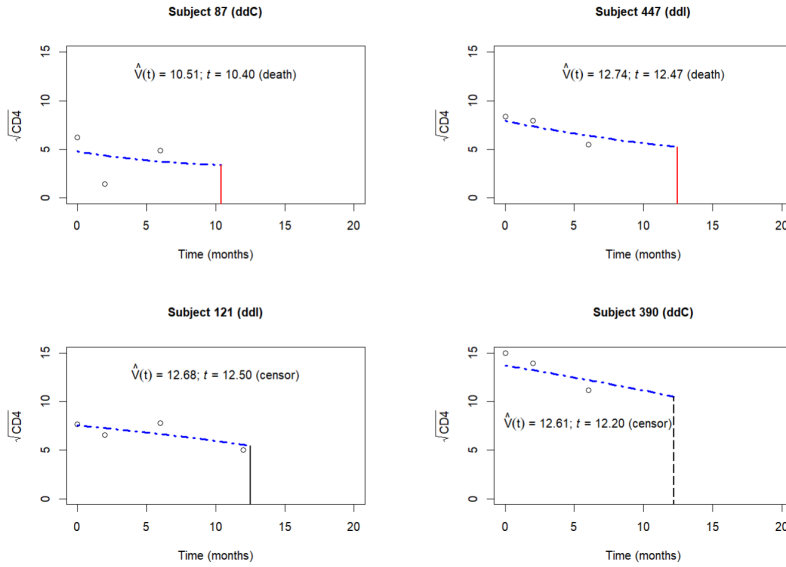 Subject 87 (ddC)
V̂(t) = 10.51; t = 10.40 (death)
√CD4
15
10
5
0
0 5 10 15 20
Time (months)
Subject 447 (ddI)
V̂(t) = 12.74; t = 12.47 (death)
√CD4
15
10
5
0
0 5 10 15 20
Time (months)
Subject 121 (ddI)
V̂(t) = 12.68; t = 12.50 (censor)
√CD4
15
10
5
0
0 5 10 15 20
Time (months)
Subject 390 (ddC)
V̂(t) = 12.61; t = 12.20 (censor)
√CD4
15
10
5
0
0 5 10 15 20
Time (months)